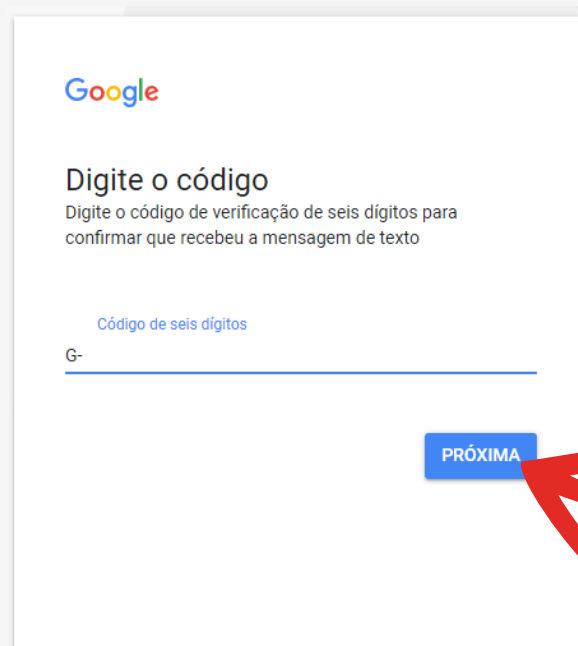 Google
Digite o código
Digite o código de verificação de seis dígitos para
confirmar que recebeu a mensagem de texto
Código de seis dígitos
G-
PRÓXIMA